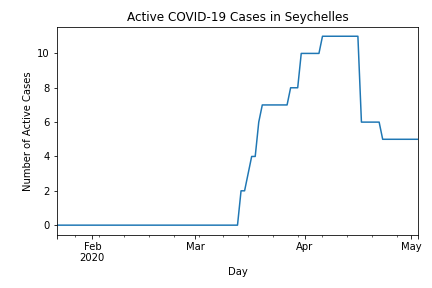 Active COVID-19 Cases in Seychelles
Number of Active Cases
10
8
6
4
2
0
Feb Mar Apr May
2020
Day